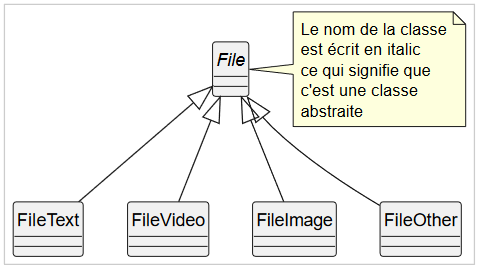 File
Le nom de la classe
est écrit en italic
ce qui signifie que
c'est une classe
abstraite
FileText
FileVideo
FileImage
FileOther